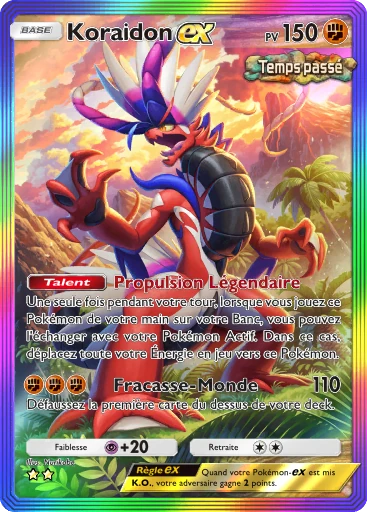 BASE Koraidon ex PV 150
Temps passé
Talent Propulsion Légendaire
Une seule fois pendant votre tour, lorsque vous jouez ce
Pokémon de votre main sur votre Banc, vous pouvez
l'échanger avec votre Pokémon Actif. Dans ce cas,
déplacez toute votre Énergie en jeu vers ce Pokémon.
Fracasse-Monde 110
Défaussez la première carte du dessus de votre deck.
Faiblesse +20 Retraite
Règle ex Quand votre Pokémon-ex est mis
K.O., votre adversaire gagne 2 points.